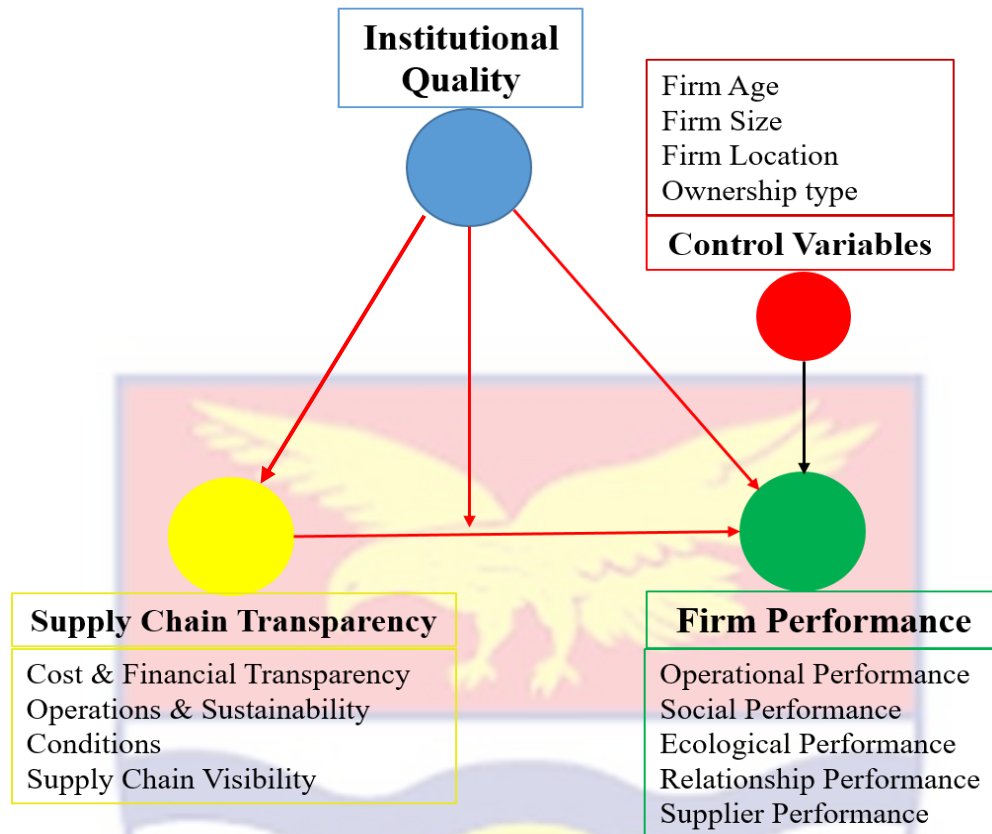 Institutional
Quality
Firm Age
Firm Size
Firm Location
Ownership type
Control Variables
Supply Chain Transparency
Cost & Financial Transparency
Operations & Sustainability
Conditions
Supply Chain Visibility
Firm Performance
Operational Performance
Social Performance
Ecological Performance
Relationship Performance
Supplier Performance